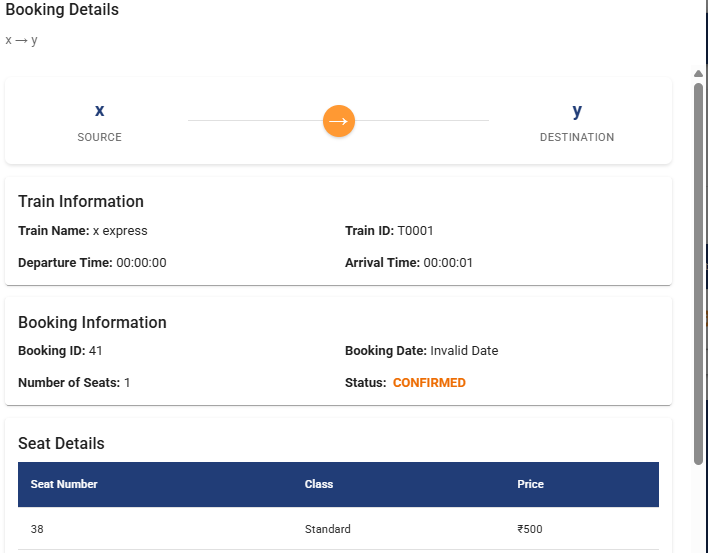 Booking Details
x → y
x
SOURCE
→
y
DESTINATION
Train Information
Train Name: x express
Train ID: T0001
Departure Time: 00:00:00
Arrival Time: 00:00:01
Booking Information
Booking ID: 41
Booking Date: Invalid Date
Number of Seats: 1
Status: CONFIRMED
Seat Details
Seat Number Class Price
38 Standard ₹500